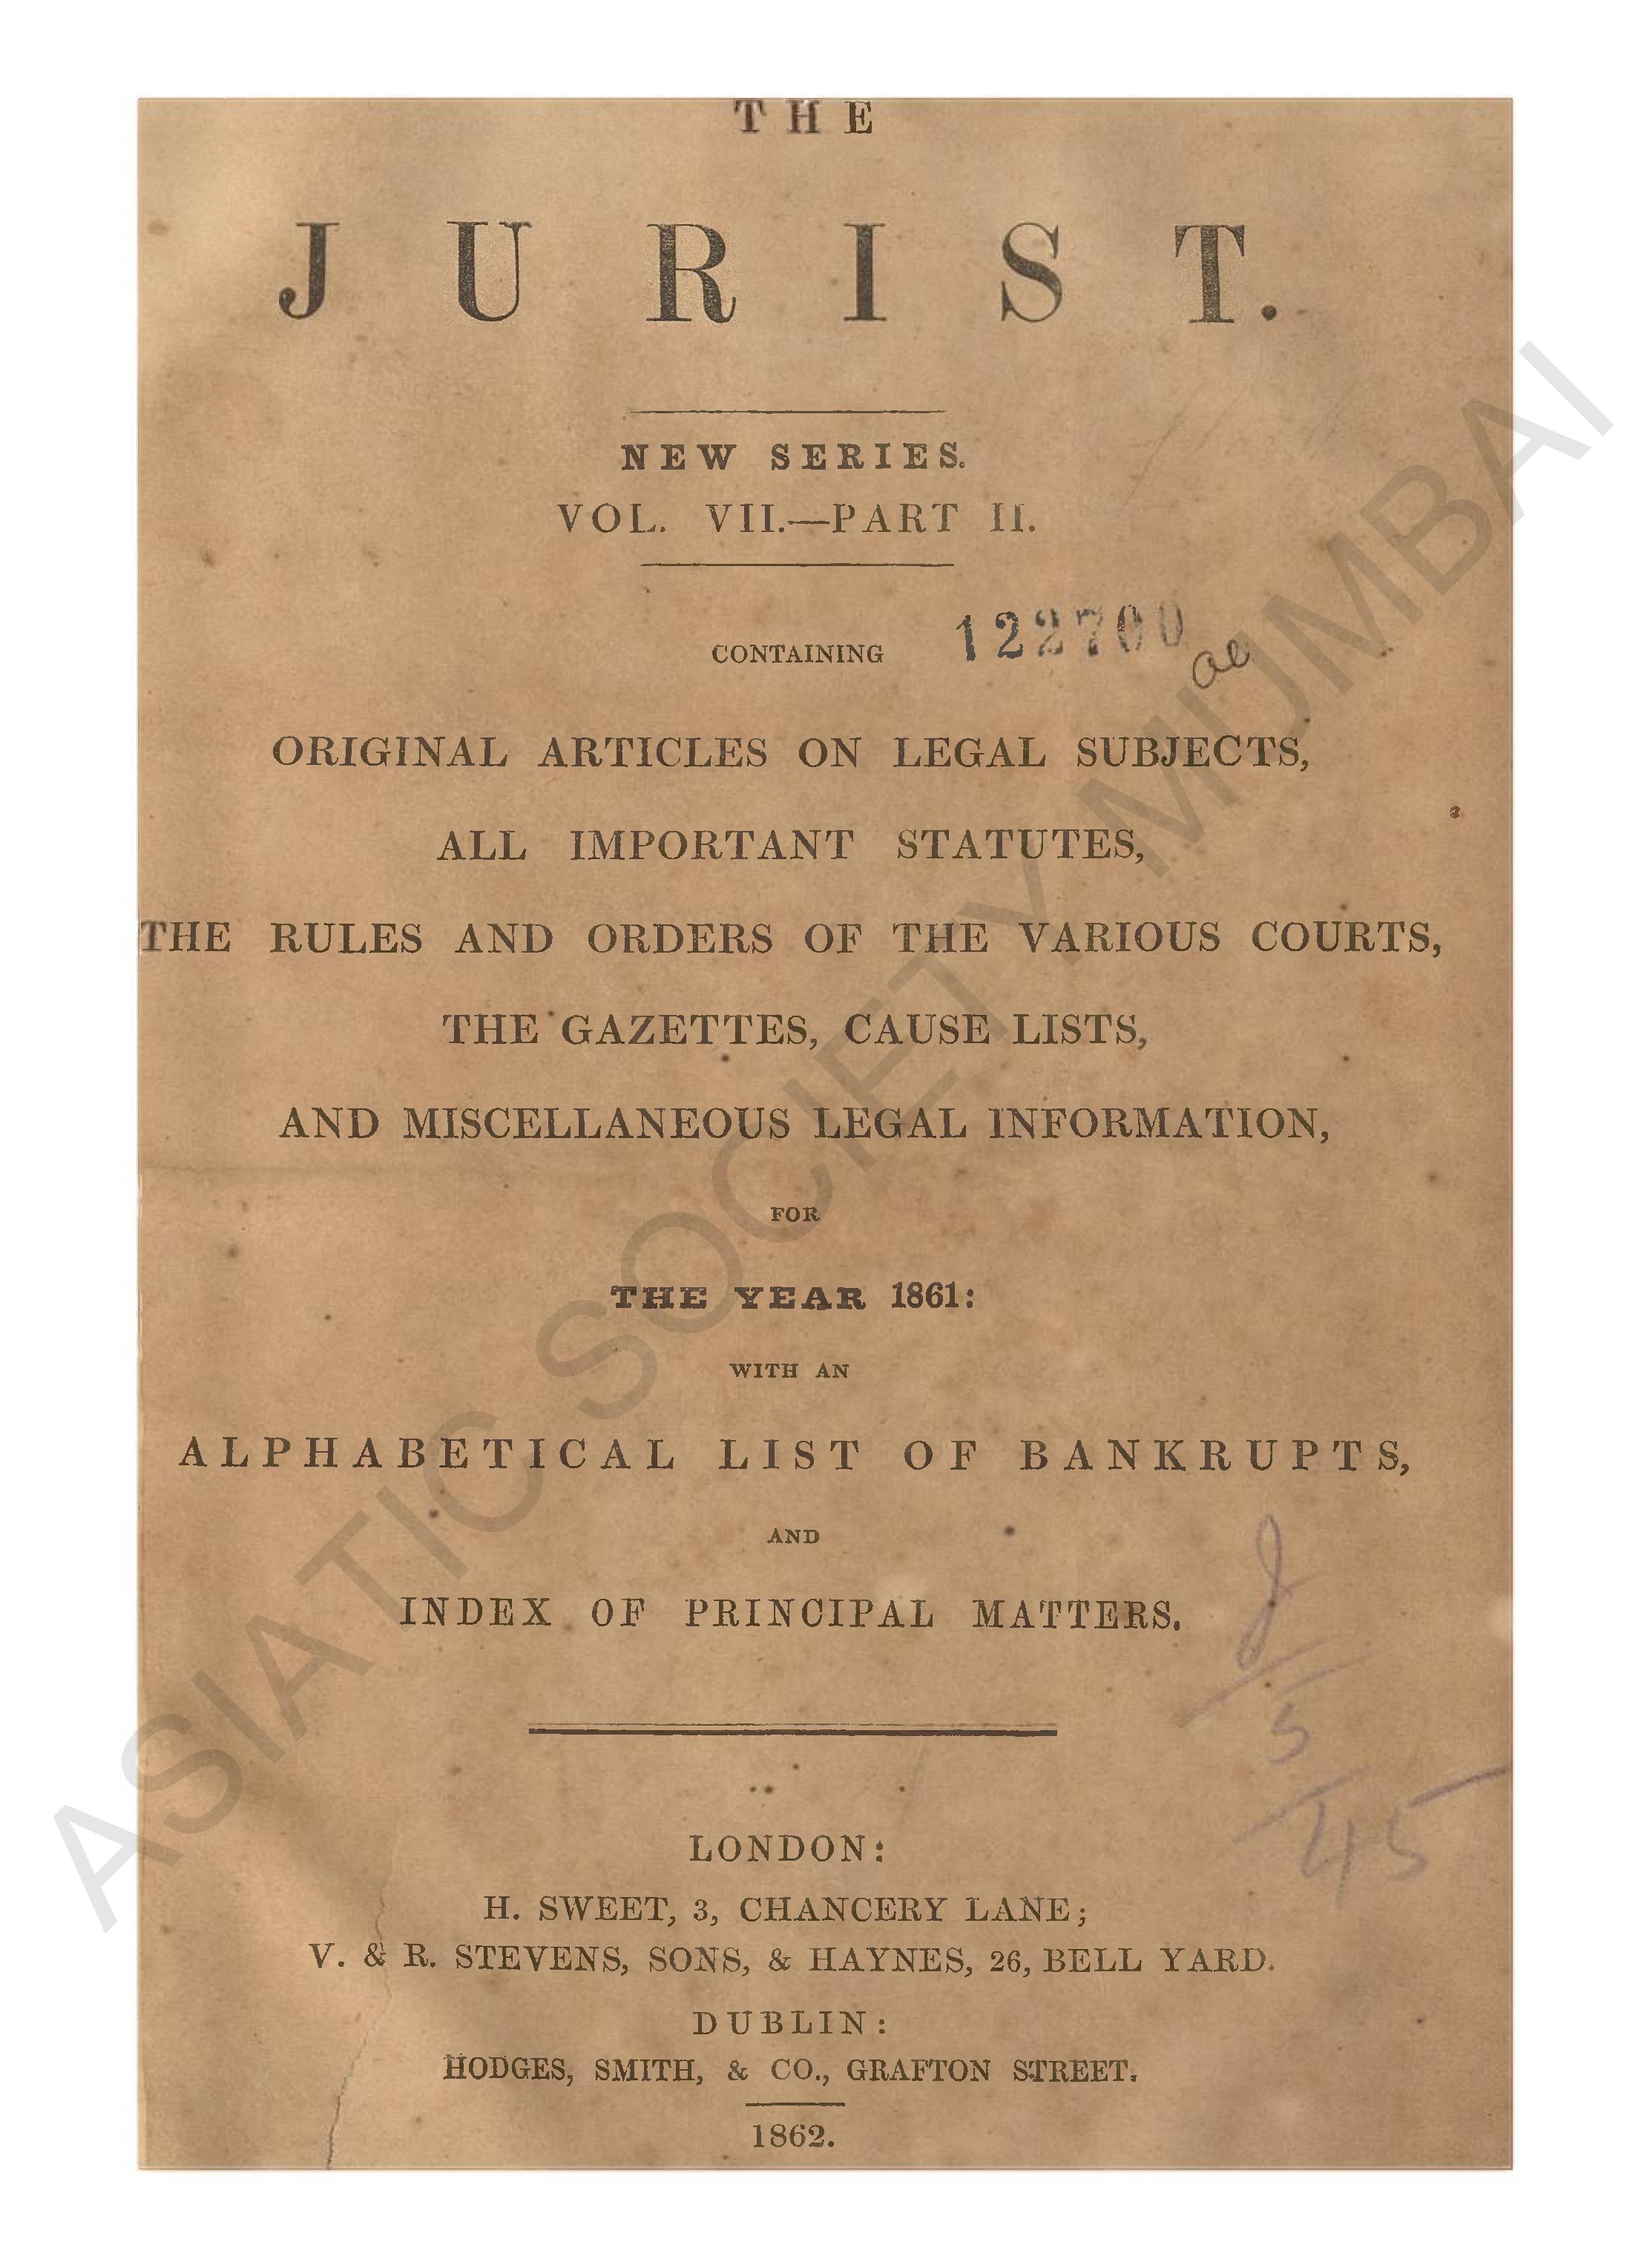 THE
JURIST.
NEW SERIES.
VOL. VII.—PART II.
CONTAINING
122700
ORIGINAL ARTICLES ON LEGAL SUBJECTS,
ALL IMPORTANT STATUTES,
THE RULES AND ORDERS OF THE VARIOUS COURTS,
THE GAZETTES, CAUSE LISTS,
AND MISCELLANEOUS LEGAL INFORMATION,
FOR
THE YEAR 1861:
WITH AN
ALPHABETICAL LIST OF BANKRUPTS,
AND
INDEX OF PRINCIPAL MATTERS.
LONDON:
H. SWEET, 3, CHANCERY LANE;
V. & R. STEVENS, SONS, & HAYNES, 26, BELL YARD.
DUBLIN:
HODGES, SMITH, & CO., GRAFTON STREET.
1862.
ASIATIC SOCIETY MUMBAI